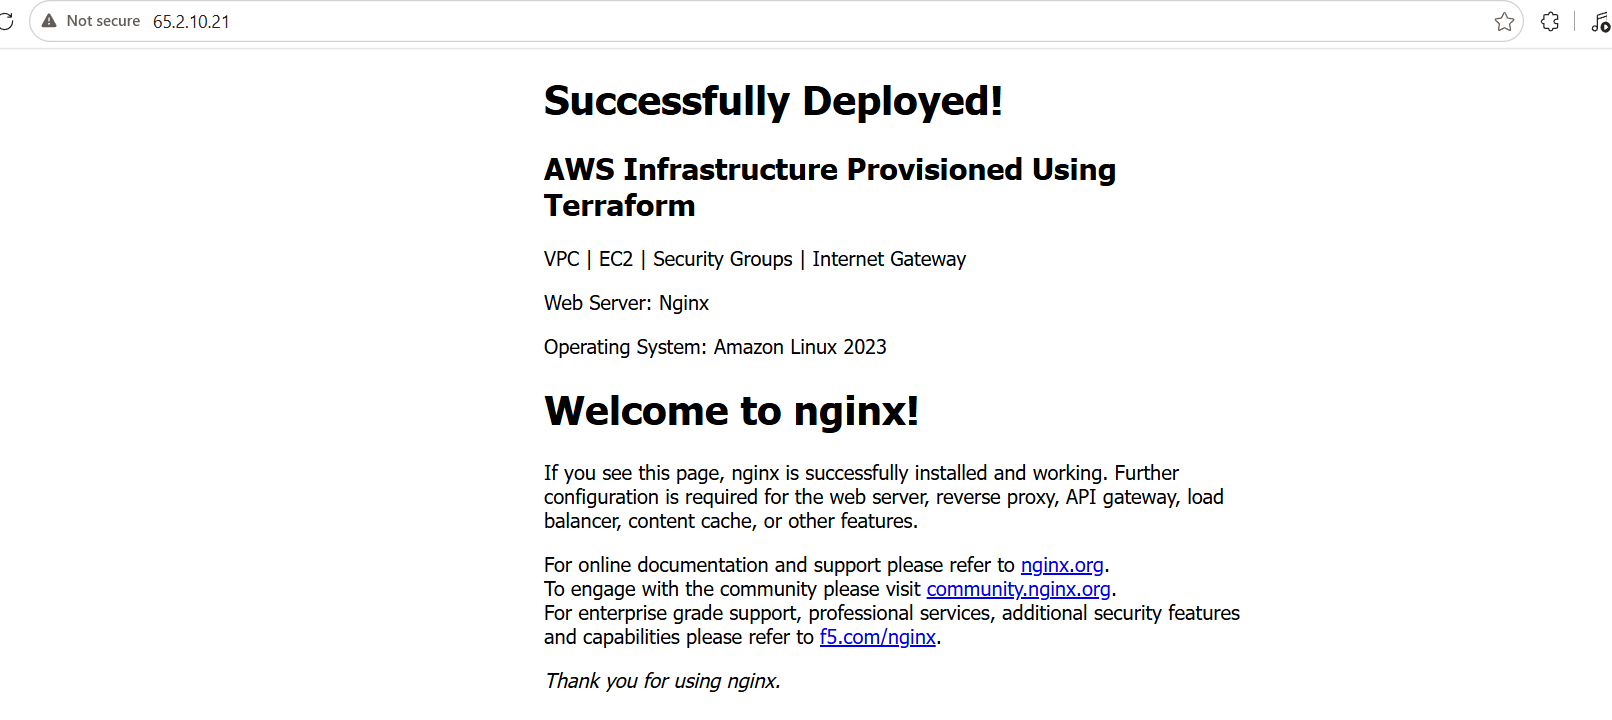 Not secure 65.2.10.21
Successfully Deployed!
AWS Infrastructure Provisioned Using
Terraform
VPC | EC2 | Security Groups | Internet Gateway
Web Server: Nginx
Operating System: Amazon Linux 2023
Welcome to nginx!
If you see this page, nginx is successfully installed and working. Further
configuration is required for the web server, reverse proxy, API gateway, load
balancer, content cache, or other features.
For online documentation and support please refer to nginx.org.
To engage with the community please visit community.nginx.org.
For enterprise grade support, professional services, additional security features
and capabilities please refer to f5.com/nginx.
Thank you for using nginx.